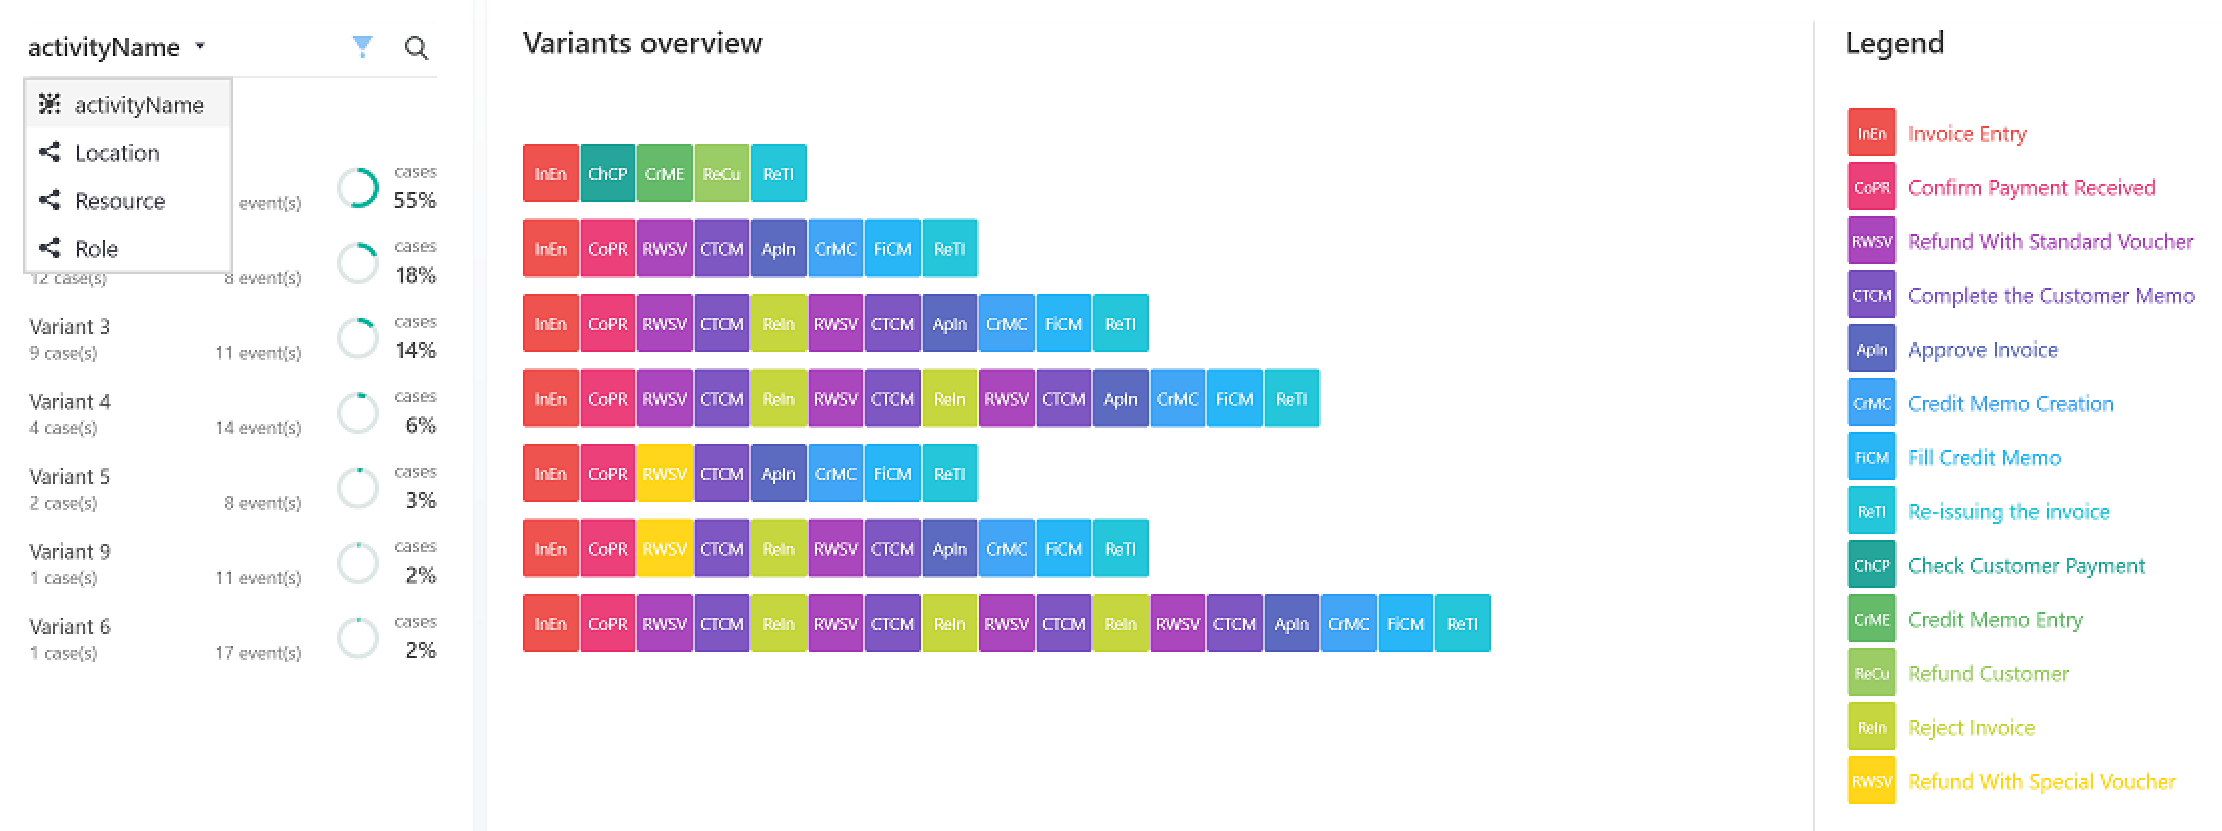 activityName
activityName
Location
Resource
Role
event(s)
cases
55%
12 case(s)
8 event(s)
cases
18%
Variant 3
9 case(s)
11 event(s)
cases
14%
Variant 4
4 case(s)
14 event(s)
cases
6%
Variant 5
2 case(s)
8 event(s)
cases
3%
Variant 9
1 case(s)
11 event(s)
cases
2%
Variant 6
1 case(s)
17 event(s)
cases
2%
Variants overview
InEn ChCP CrME ReCu ReTI
InEn CoPR RWSV CTCM ApIn CrMC FiCM ReTI
InEn CoPR RWSV CTCM ReIn RWSV CTCM ApIn CrMC FiCM ReTI
InEn CoPR RWSV CTCM ReIn RWSV CTCM ReIn RWSV CTCM ApIn CrMC FiCM ReTI
InEn CoPR RWSV CTCM ApIn CrMC FiCM ReTI
InEn CoPR RWSV CTCM ReIn RWSV CTCM ApIn CrMC FiCM ReTI
InEn CoPR RWSV CTCM ReIn RWSV CTCM ReIn RWSV CTCM ReIn RWSV CTCM ApIn CrMC FiCM ReTI
Legend
InEn Invoice Entry
CoPR Confirm Payment Received
RWSV Refund With Standard Voucher
CTCM Complete the Customer Memo
ApIn Approve Invoice
CrMC Credit Memo Creation
FiCM Fill Credit Memo
ReTI Re-issuing the invoice
ChCP Check Customer Payment
CrME Credit Memo Entry
ReCu Refund Customer
ReIn Reject Invoice
RWSV Refund With Special Voucher